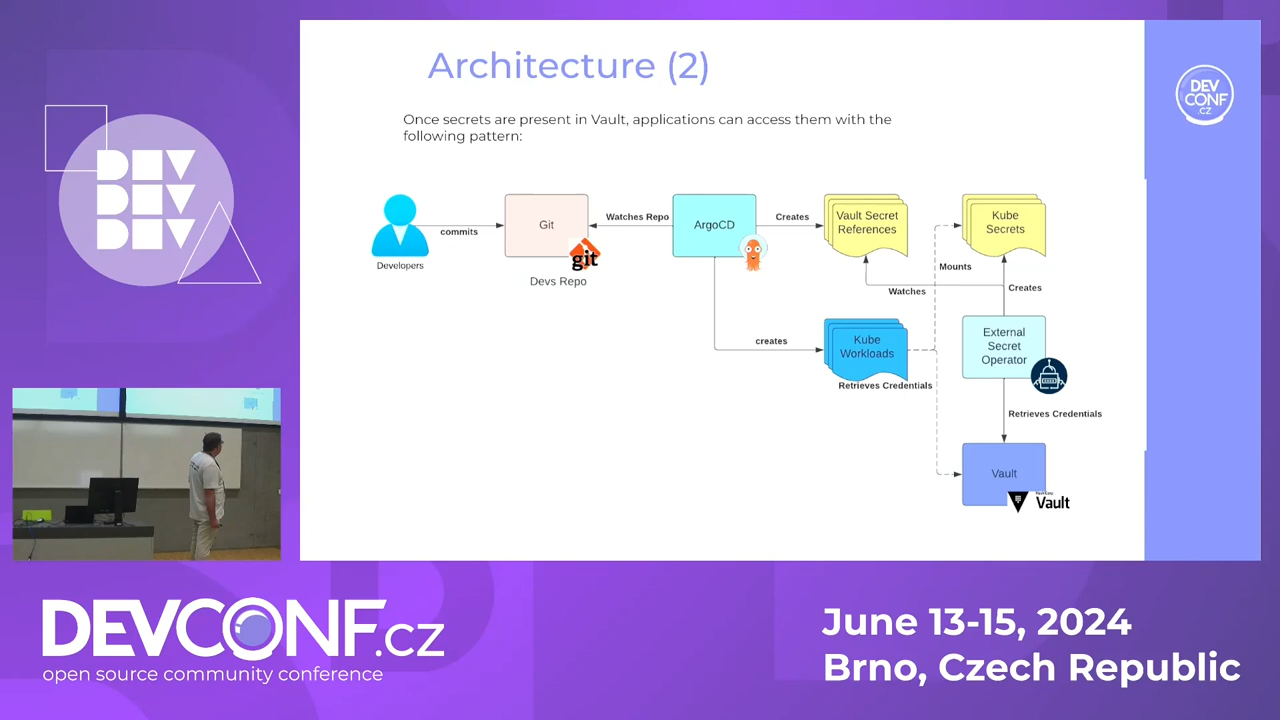 Architecture (2)
DEV
CONF
.CZ
Once secrets are present in Vault, applications can access them with the
following pattern:
DEV
DEV
DEV
Developers
commits
Git
git
Devs Repo
Watches Repo
ArgoCD
Creates
Vault Secret
References
Kube
Secrets
Mounts
Watches
Creates
creates
Kube
Workloads
Retrieves Credentials
External
Secret
Operator
Retrieves Credentials
Vault
Vault
DEVCONF.cz
open source community conference
June 13-15, 2024
Brno, Czech Republic